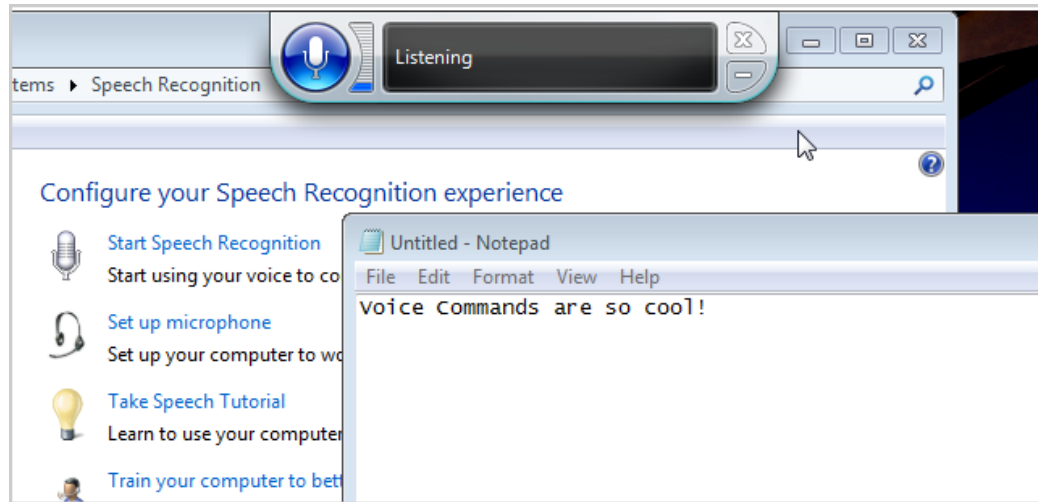 Listening
tems ▸ Speech Recognition
Configure your Speech Recognition experience
Start Speech Recognition
Start using your voice to co
Set up microphone
Set up your computer to wo
Take Speech Tutorial
Learn to use your computer
Train your computer to bett
Untitled - Notepad
File Edit Format View Help
Voice Commands are so cool!